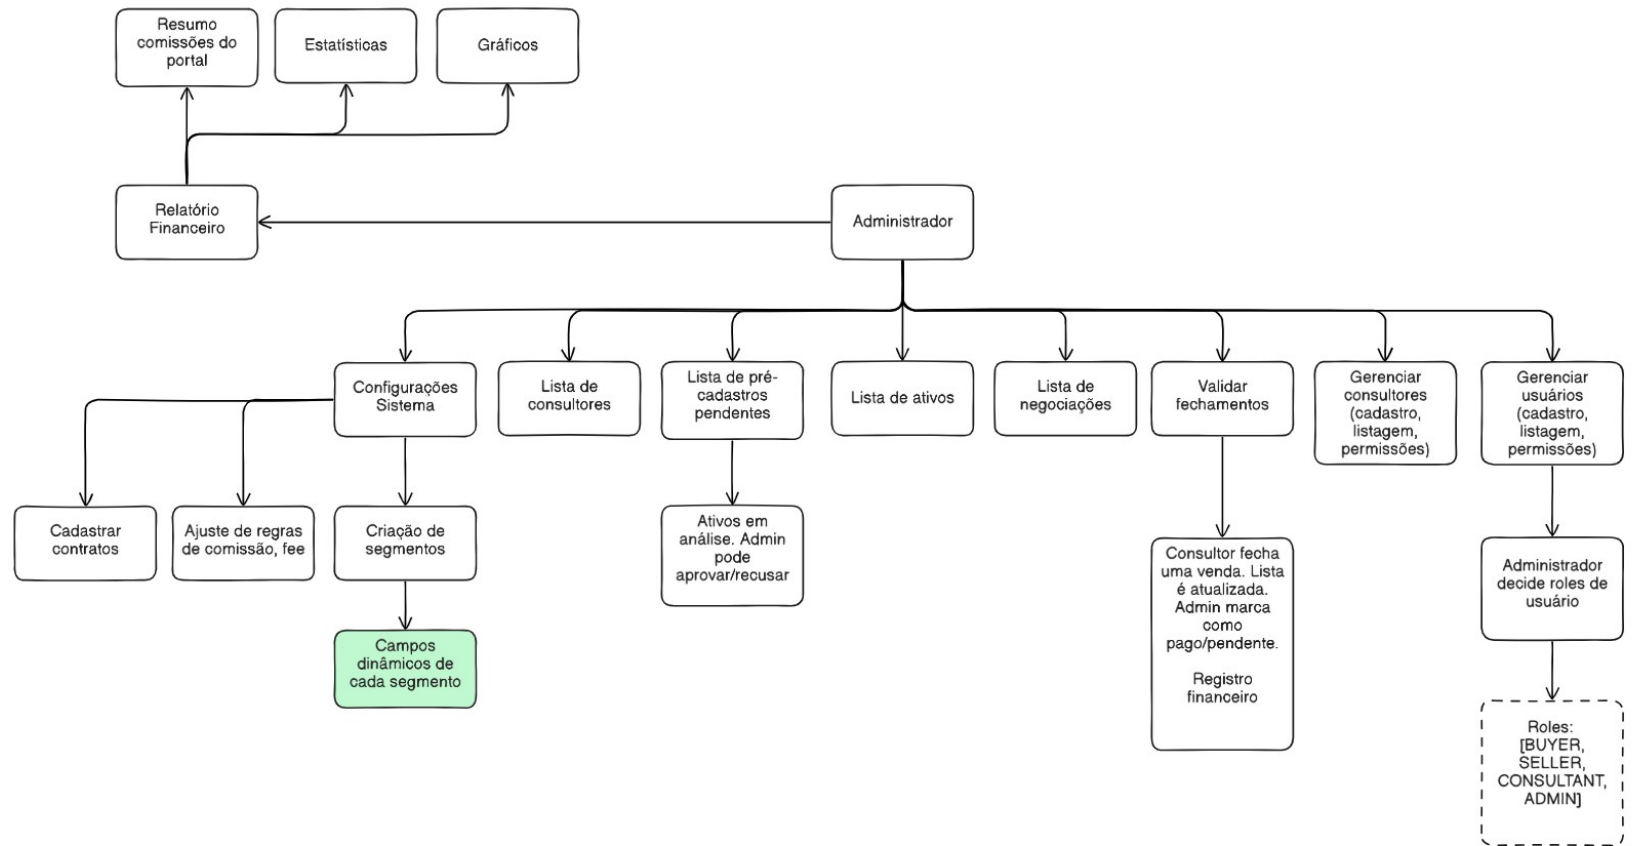 Resumo
comissões do
portal
Estatísticas
Gráficos
Relatório
Financeiro
Administrador
Configurações
Sistema
Lista de
consultores
Lista de pré-
cadastros
pendentes
Lista de ativos
Lista de
negociações
Validar
fechamentos
Gerenciar
consultores
(cadastro,
listagem,
permissões)
Gerenciar
usuários
(cadastro,
listagem,
permissões)
Cadastrar
contratos
Ajuste de regras
de comissão, fee
Criação de
segmentos
Ativos em
análise. Admin
pode
aprovar/recusar
Consultor fecha
uma venda. Lista
é atualizada.
Admin marca
como
pago/pendente.
Registro
financeiro
Administrador
decide roles de
usuário
Campos
dinâmicos de
cada segmento
Roles:
[BUYER,
SELLER,
CONSULTANT,
ADMIN]